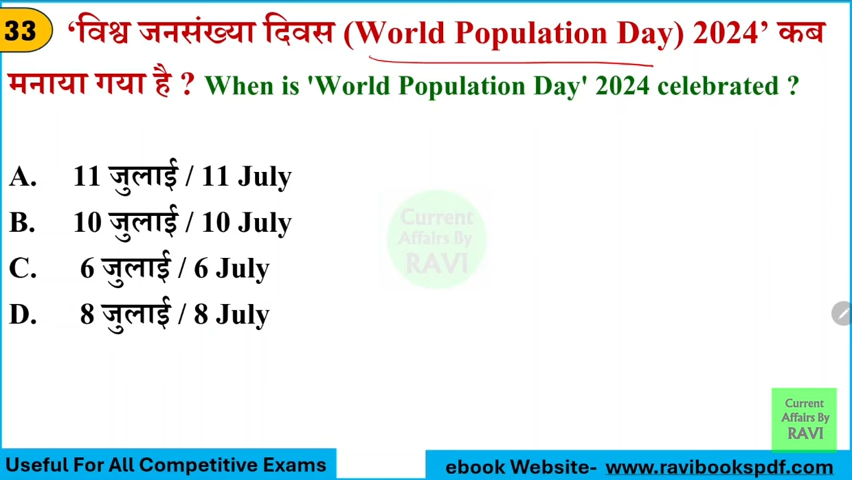 33 ‘विश्व जनसंख्या दिवस (World Population Day) 2024’ कब
मनाया गया है ? When is 'World Population Day' 2024 celebrated ?
A. 11 जुलाई / 11 July
B. 10 जुलाई / 10 July
C. 6 जुलाई / 6 July
D. 8 जुलाई / 8 July
Current
Affairs By
RAVI
Current
Affairs By
RAVI
Useful For All Competitive Exams
ebook Website- www.ravibookspdf.com